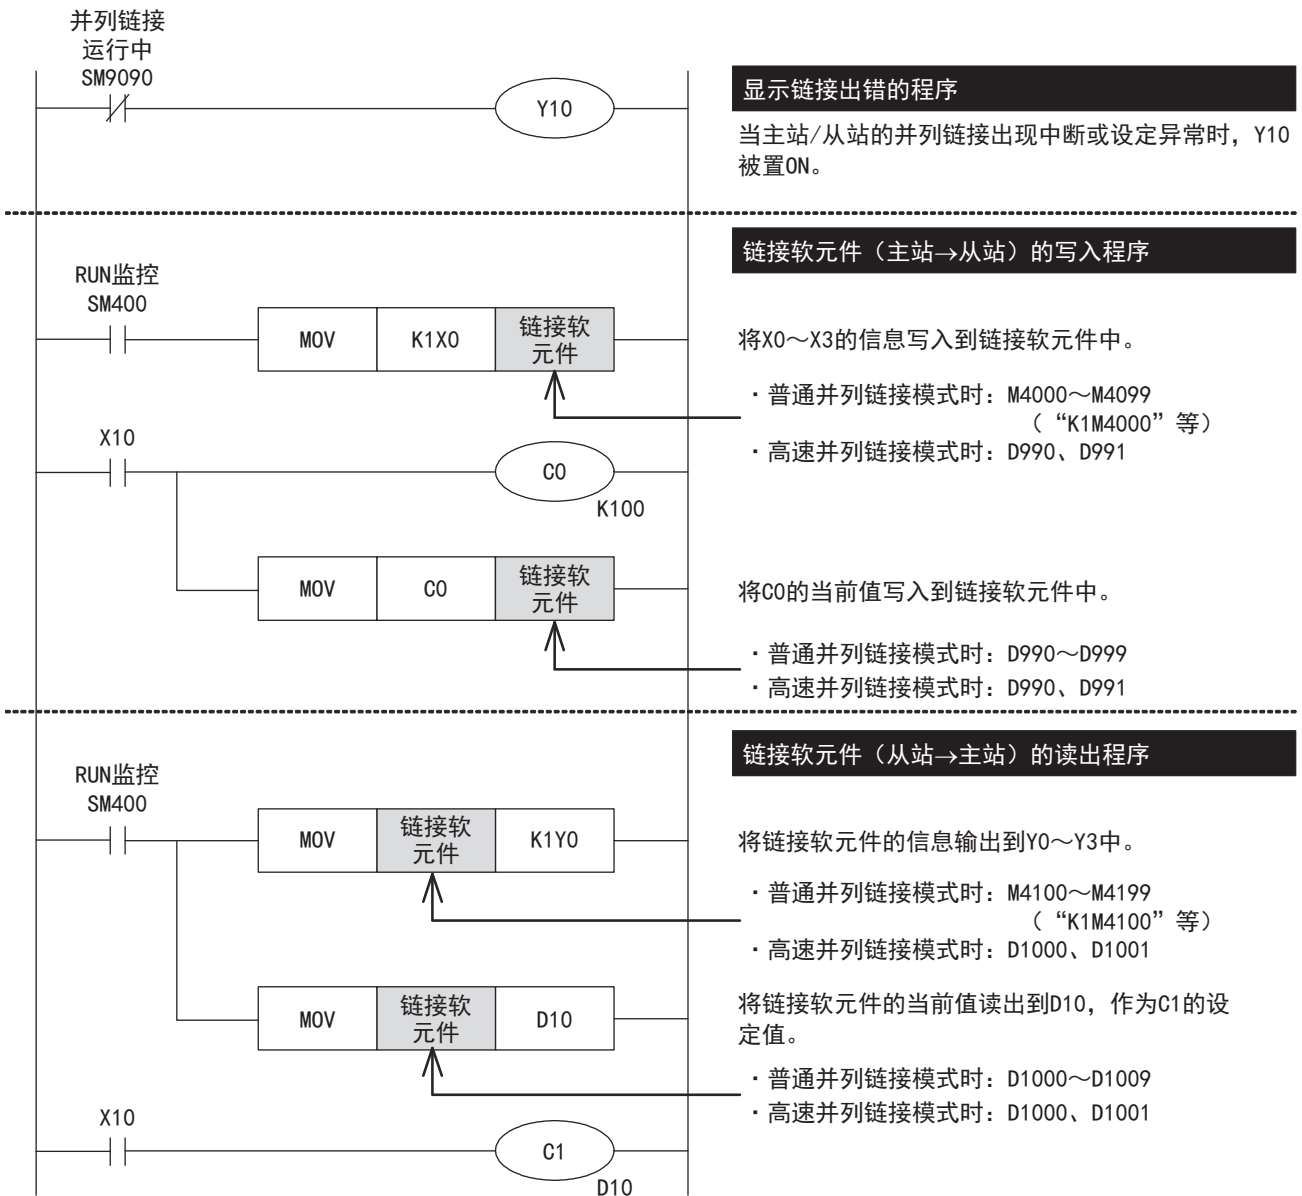 并列链接
运行中
SM9090
Y10
显示链接出错的程序
当主站/从站的并列链接出现中断或设定异常时，Y10
被置ON。
链接软元件（主站→从站）的写入程序
RUN监控
SM400
MOV K1X0 链接软
元件
将X0～X3的信息写入到链接软元件中。
·普通并列链接模式时：M4000～M4099
（“K1M4000”等）
·高速并列链接模式时：D990、D991
X10
C0
K100
MOV C0 链接软
元件
将C0的当前值写入到链接软元件中。
·普通并列链接模式时：D990～D999
·高速并列链接模式时：D990、D991
链接软元件（从站→主站）的读出程序
RUN监控
SM400
MOV 链接软
元件 K1Y0
将链接软元件的信息输出到Y0～Y3中。
·普通并列链接模式时：M4100～M4199
（“K1M4100”等）
·高速并列链接模式时：D1000、D1001
MOV 链接软
元件 D10
将链接软元件的当前值读出到D10，作为C1的设
定值。
·普通并列链接模式时：D1000～D1009
·高速并列链接模式时：D1000、D1001
X10
C1
D10